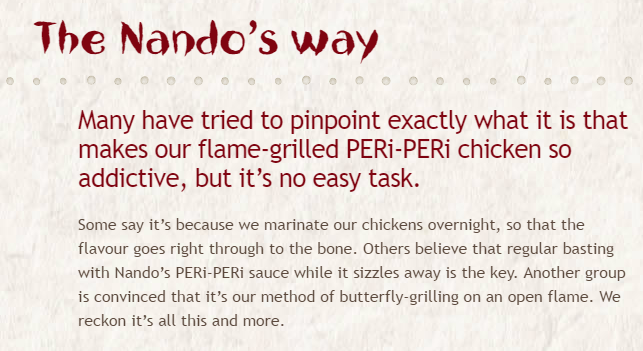 The Nando's way
Many have tried to pinpoint exactly what it is that
makes our flame-grilled PERi-PERi chicken so
addictive, but it's no easy task.
Some say it's because we marinate our chickens overnight, so that the
flavour goes right through to the bone. Others believe that regular basting
with Nando's PERi-PERi sauce while it sizzles away is the key. Another group
is convinced that it's our method of butterfly-grilling on an open flame. We
reckon it's all this and more.